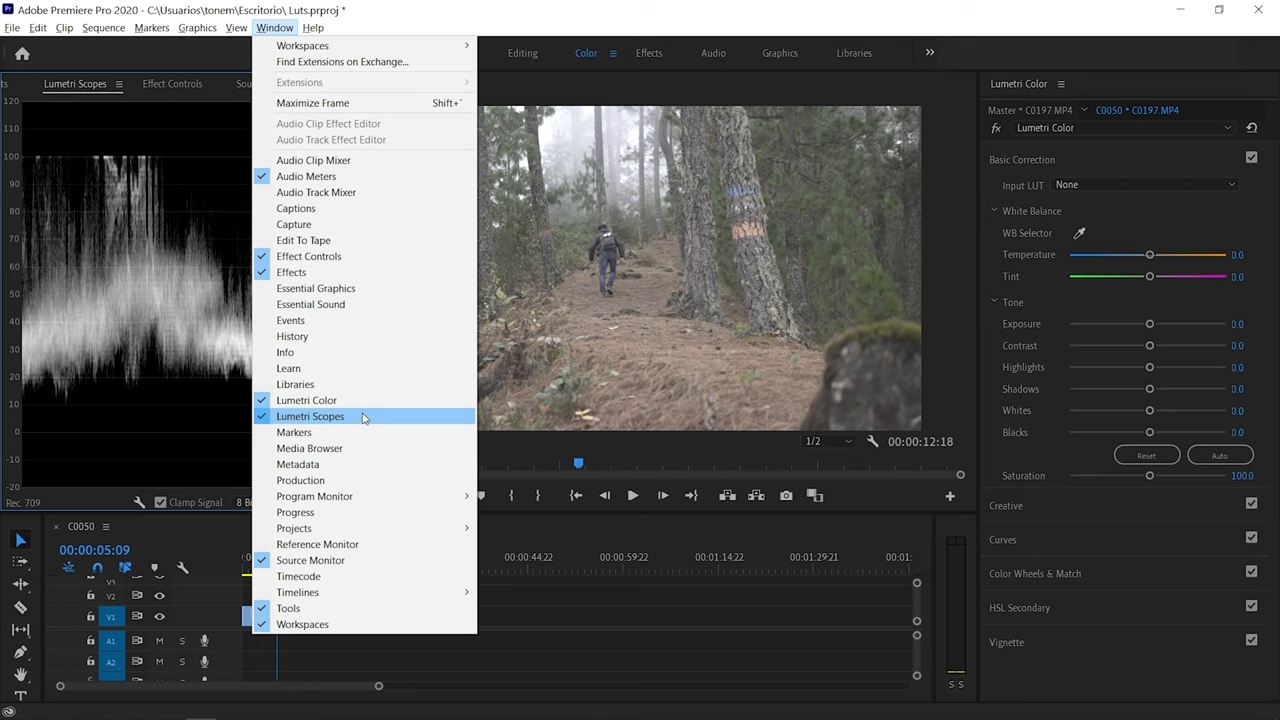 Adobe Premiere Pro 2020 - C:\Usuarios\tonem\Escritorio\ Luts.prproj *
File Edit Clip Sequence Markers Graphics View Window Help
Editing Color Effects Audio Graphics Libraries
Lumetri Scopes
Effect Controls
120
110
100
90
80
70
60
50
40
30
20
10
0
-10
-20
Rec. 709
Clamp Signal
Workspaces
Find Extensions on Exchange...
Extensions
Maximize Frame Shift+´
Audio Clip Effect Editor
Audio Track Effect Editor
Audio Clip Mixer
Audio Meters
Audio Track Mixer
Captions
Capture
Edit To Tape
Effect Controls
Effects
Essential Graphics
Essential Sound
Events
History
Info
Learn
Libraries
Lumetri Color
Lumetri Scopes
Markers
Media Browser
Metadata
Production
Program Monitor
Progress
Projects
Reference Monitor
Source Monitor
Timecode
Timelines
Tools
Workspaces
1/2
00:00:12:18
Lumetri Color
Master * C0197.MP4 C0050 * C0197.MP4
fx Lumetri Color
Basic Correction
Input LUT None
White Balance
WB Selector
Temperature 0.0
Tint 0.0
Tone
Exposure 0.0
Contrast 0.0
Highlights 0.0
Shadows 0.0
Whites 0.0
Blacks 0.0
Reset Auto
Saturation 100.0
Creative
Curves
Color Wheels & Match
HSL Secondary
Vignette
× C0050
00:00:05:09
00:00:44:22 00:00:59:22 00:01:14:22 00:01:29:21
V3
V2
V1
A1 M S
A2 M S
S S